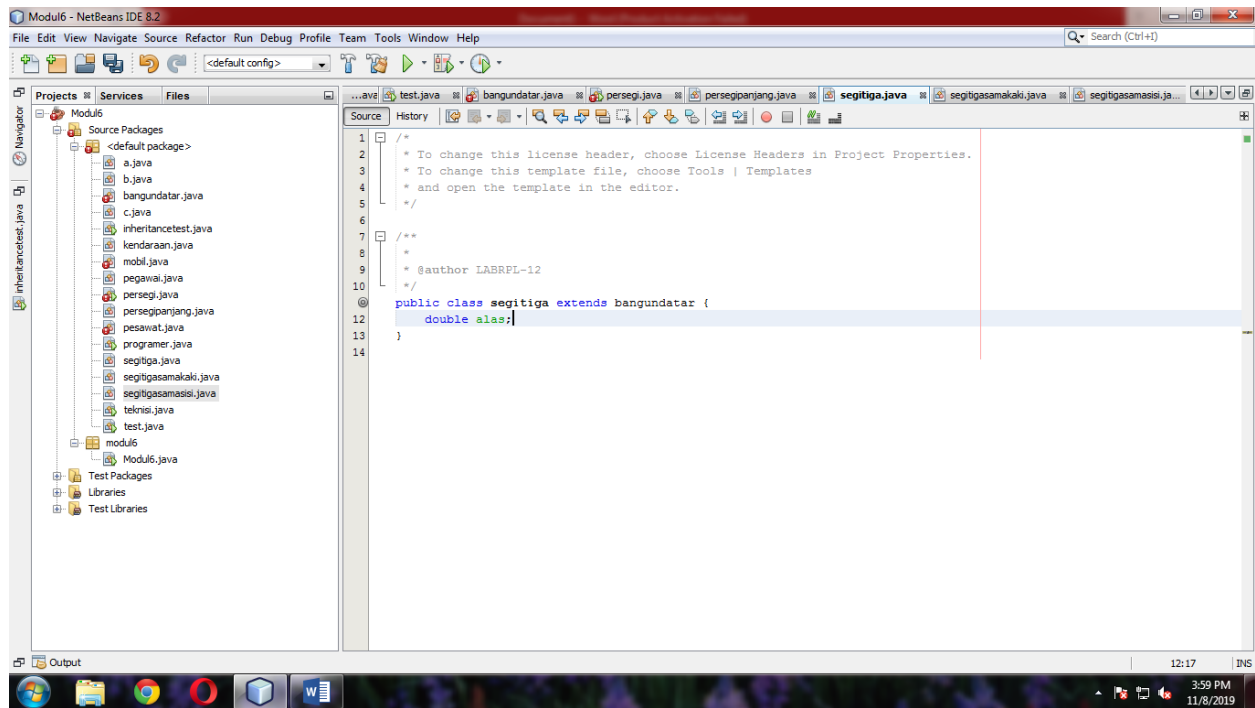 Modul6 - NetBeans IDE 8.2
File Edit View Navigate Source Refactor Run Debug Profile Team Tools Window Help
Search (Ctrl+I)
<default config>
Projects Services Files
...ava test.java bangundatar.java persegi.java persegipanjang.java segitiga.java segitigasamakaki.java segitigasamasisi.ja...
Source History
Navigator
inheritancetest.java
Modul6
Source Packages
<default package>
a.java
b.java
bangundatar.java
c.java
inheritancetest.java
kendaraan.java
mobil.java
pegawai.java
persegi.java
persegipanjang.java
pesawat.java
programer.java
segitiga.java
segitigasamakaki.java
segitigasamasisi.java
teknisi.java
test.java
modul6
Modul6.java
Test Packages
Libraries
Test Libraries
1 /*
2 * To change this license header, choose License Headers in Project Properties.
3 * To change this template file, choose Tools | Templates
4 * and open the template in the editor.
5 */
6
7 /**
8 *
9 * @author LABRPL-12
10 */
public class segitiga extends bangundatar {
12 double alas;
13 }
14
Output
12:17 INS
3:59 PM
11/8/2019